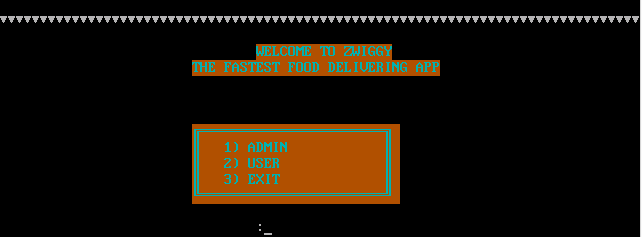 WELCOME TO ZWIGGY
THE FASTEST FOOD DELIVERING APP
1) ADMIN
2) USER
3) EXIT
:_